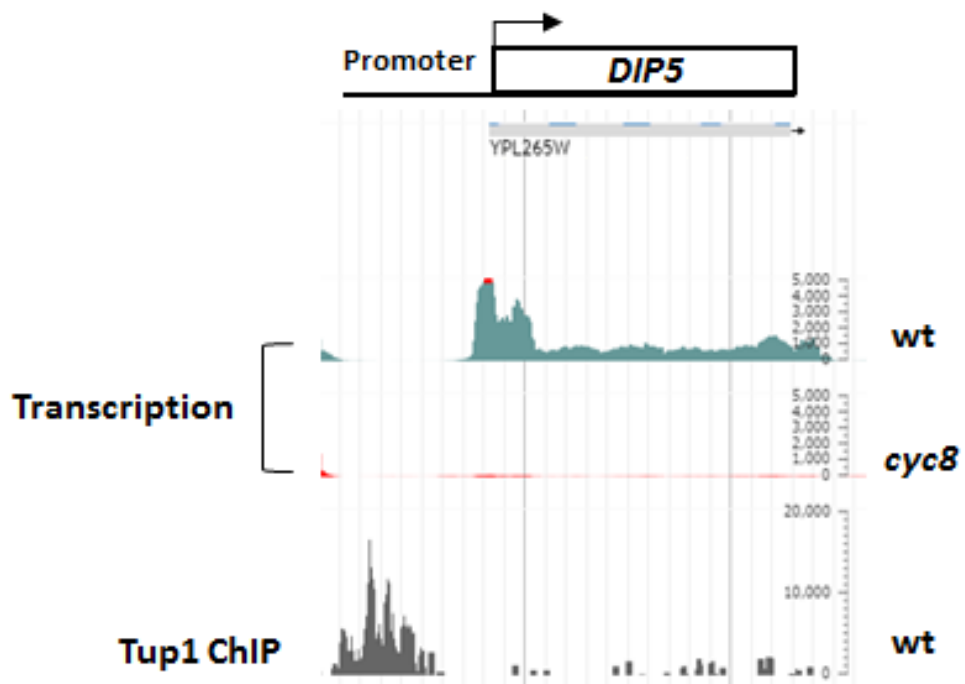 Promoter
DIP5
YPL265W
5,000
4,000
3,000
2,000
1,000
0
wt
Transcription
5,000
4,000
3,000
2,000
1,000
0
cyc8
20,000
10,000
0
Tup1 ChIP
wt